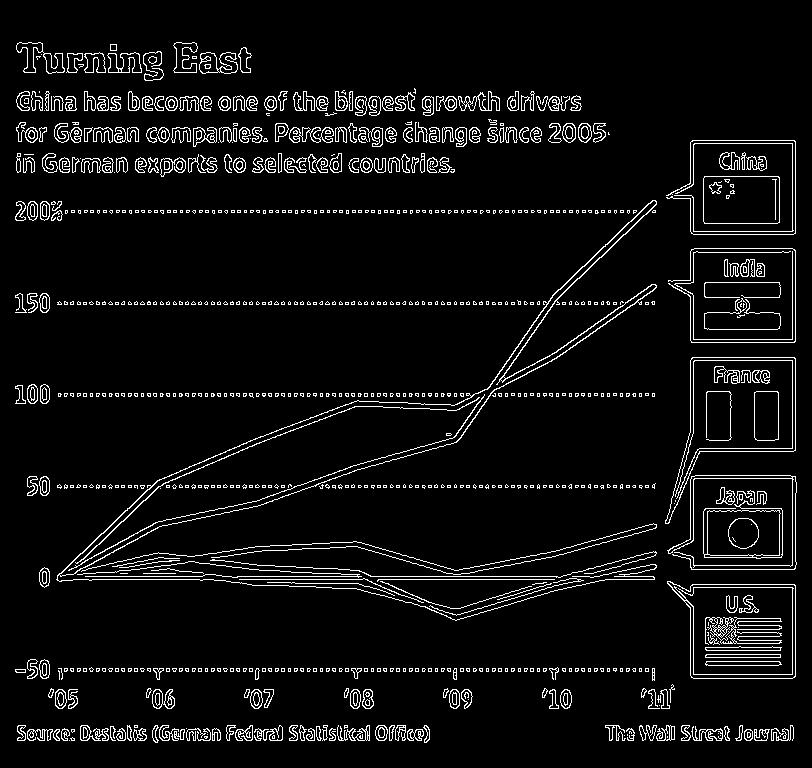 Turning East
China has become one of the biggest growth drivers
for German companies. Percentage change since 2005
in German exports to selected countries.
China
200%
India
150
France
100
Japan
50
0
U.S.
–50
'05 '06 '07 '08 '09 '10 '11
Source: Destatis (German Federal Statistical Office)
The Wall Street Journal